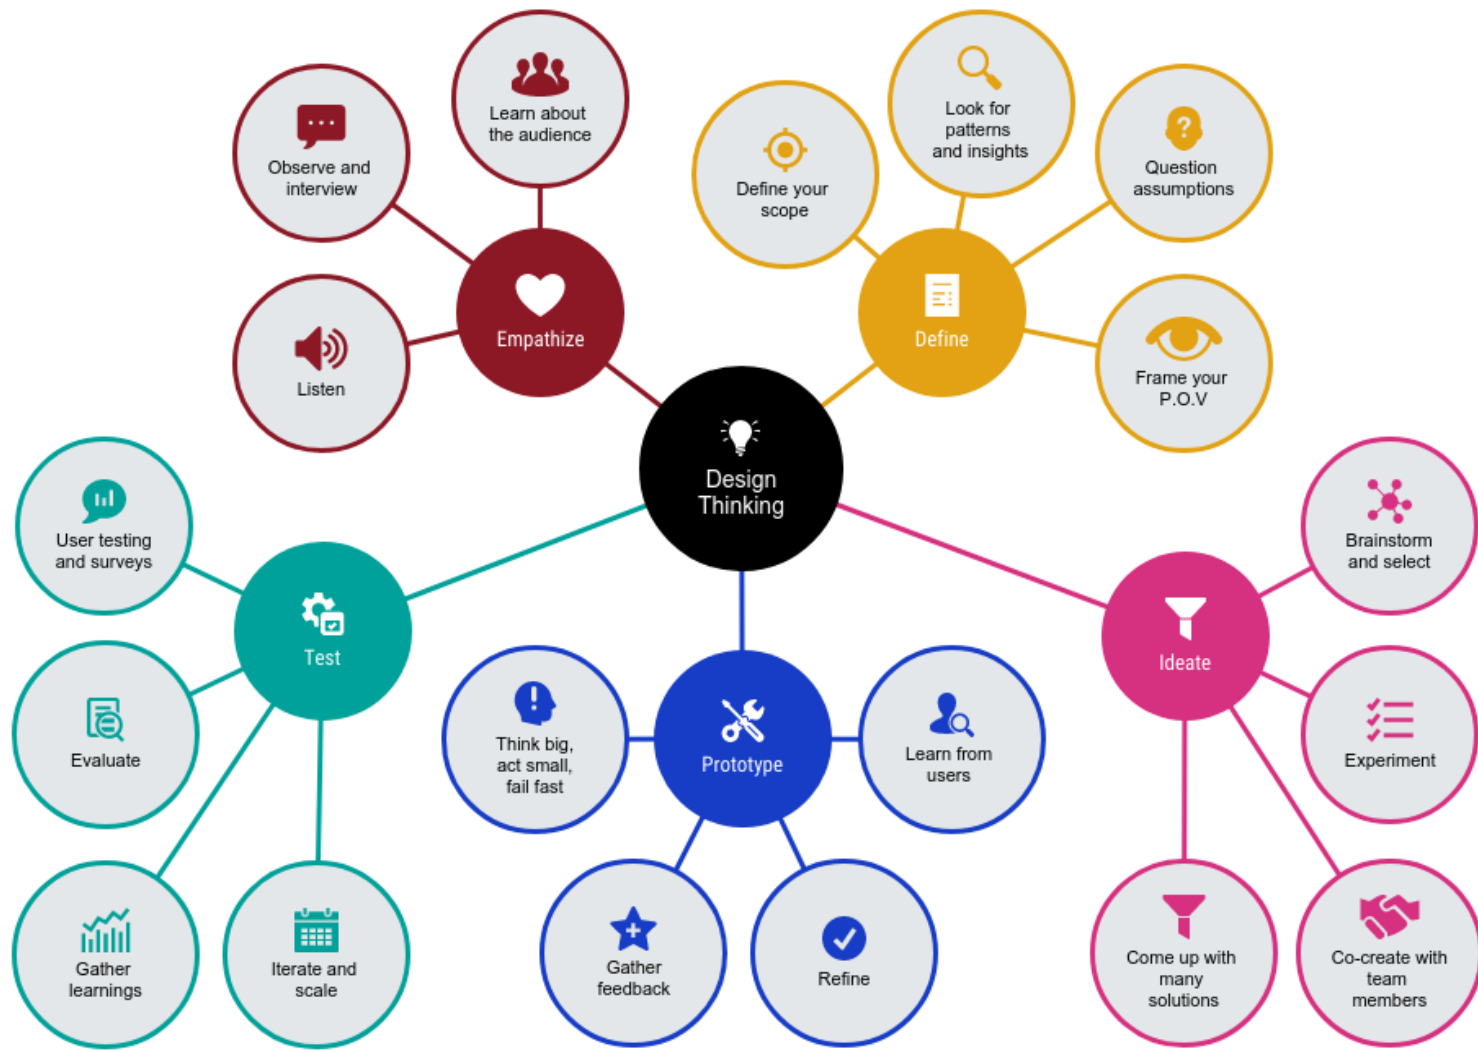 Design
Thinking
Empathize
Learn about
the audience
Observe and
interview
Listen
Define
Define your
scope
Look for
patterns
and insights
Question
assumptions
Frame your
P.O.V
Ideate
Brainstorm
and select
Experiment
Co-create with
team
members
Come up with
many
solutions
Prototype
Learn from
users
Refine
Gather
feedback
Think big,
act small,
fail fast
Test
User testing
and surveys
Evaluate
Gather
learnings
Iterate and
scale